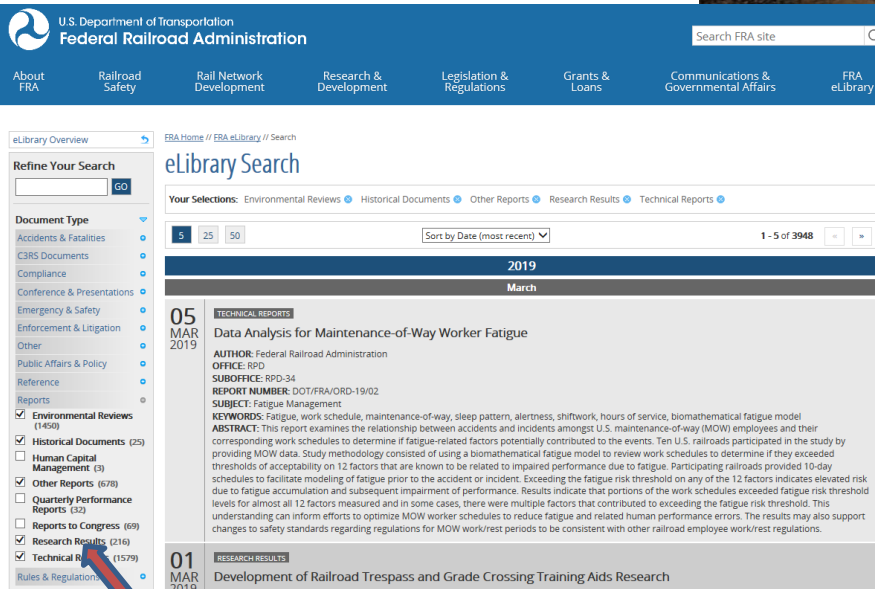 U.S. Department of Transportation
Federal Railroad Administration
Search FRA site
About FRA
Railroad Safety
Rail Network Development
Research & Development
Legislation & Regulations
Grants & Loans
Communications & Governmental Affairs
FRA eLibrary
eLibrary Overview
Refine Your Search
GO
Document Type
Accidents & Fatalities
C3RS Documents
Compliance
Conference & Presentations
Emergency & Safety
Enforcement & Litigation
Other
Public Affairs & Policy
Reference
Reports
Environmental Reviews
(1450)
Historical Documents (25)
Human Capital
Management (3)
Other Reports (678)
Quarterly Performance
Reports (32)
Reports to Congress (69)
Research Results (216)
Technical (1579)
Rules & Regulations
FRA Home // FRA eLibrary // Search
eLibrary Search
Your Selections: Environmental Reviews Historical Documents Other Reports Research Results Technical Reports
5 25 50 Sort by Date (most recent) 1 - 5 of 3948 « »
2019
March
05
MAR
2019
TECHNICAL REPORTS
Data Analysis for Maintenance-of-Way Worker Fatigue
AUTHOR: Federal Railroad Administration
OFFICE: RPD
SUBOFFICE: RPD-34
REPORT NUMBER: DOT/FRA/ORD-19/02
SUBJECT: Fatigue Management
KEYWORDS: Fatigue, work schedule, maintenance-of-way, sleep pattern, alertness, shiftwork, hours of service, biomathematical fatigue model
ABSTRACT: This report examines the relationship between accidents and incidents amongst U.S. maintenance-of-way (MOW) employees and their
corresponding work schedules to determine if fatigue-related factors potentially contributed to the events. Ten U.S. railroads participated in the study by
providing MOW data. Study methodology consisted of using a biomathematical fatigue model to review work schedules to determine if they exceeded
thresholds of acceptability on 12 factors that are known to be related to impaired performance due to fatigue. Participating railroads provided 10-day
schedules to facilitate modeling of fatigue prior to the accident or incident. Exceeding the fatigue risk threshold on any of the 12 factors indicates elevated risk
due to fatigue accumulation and subsequent impairment of performance. Results indicate that portions of the work schedules exceeded fatigue risk threshold
levels for almost all 12 factors measured and in some cases, there were multiple factors that contributed to exceeding the fatigue risk threshold. This
understanding can inform efforts to optimize MOW worker schedules to reduce fatigue and related human performance errors. The results may also support
changes to safety standards regarding regulations for MOW work/rest periods to be consistent with other railroad employee work/rest regulations.
01
MAR
2019
RESEARCH RESULTS
Development of Railroad Trespass and Grade Crossing Training Aids Research